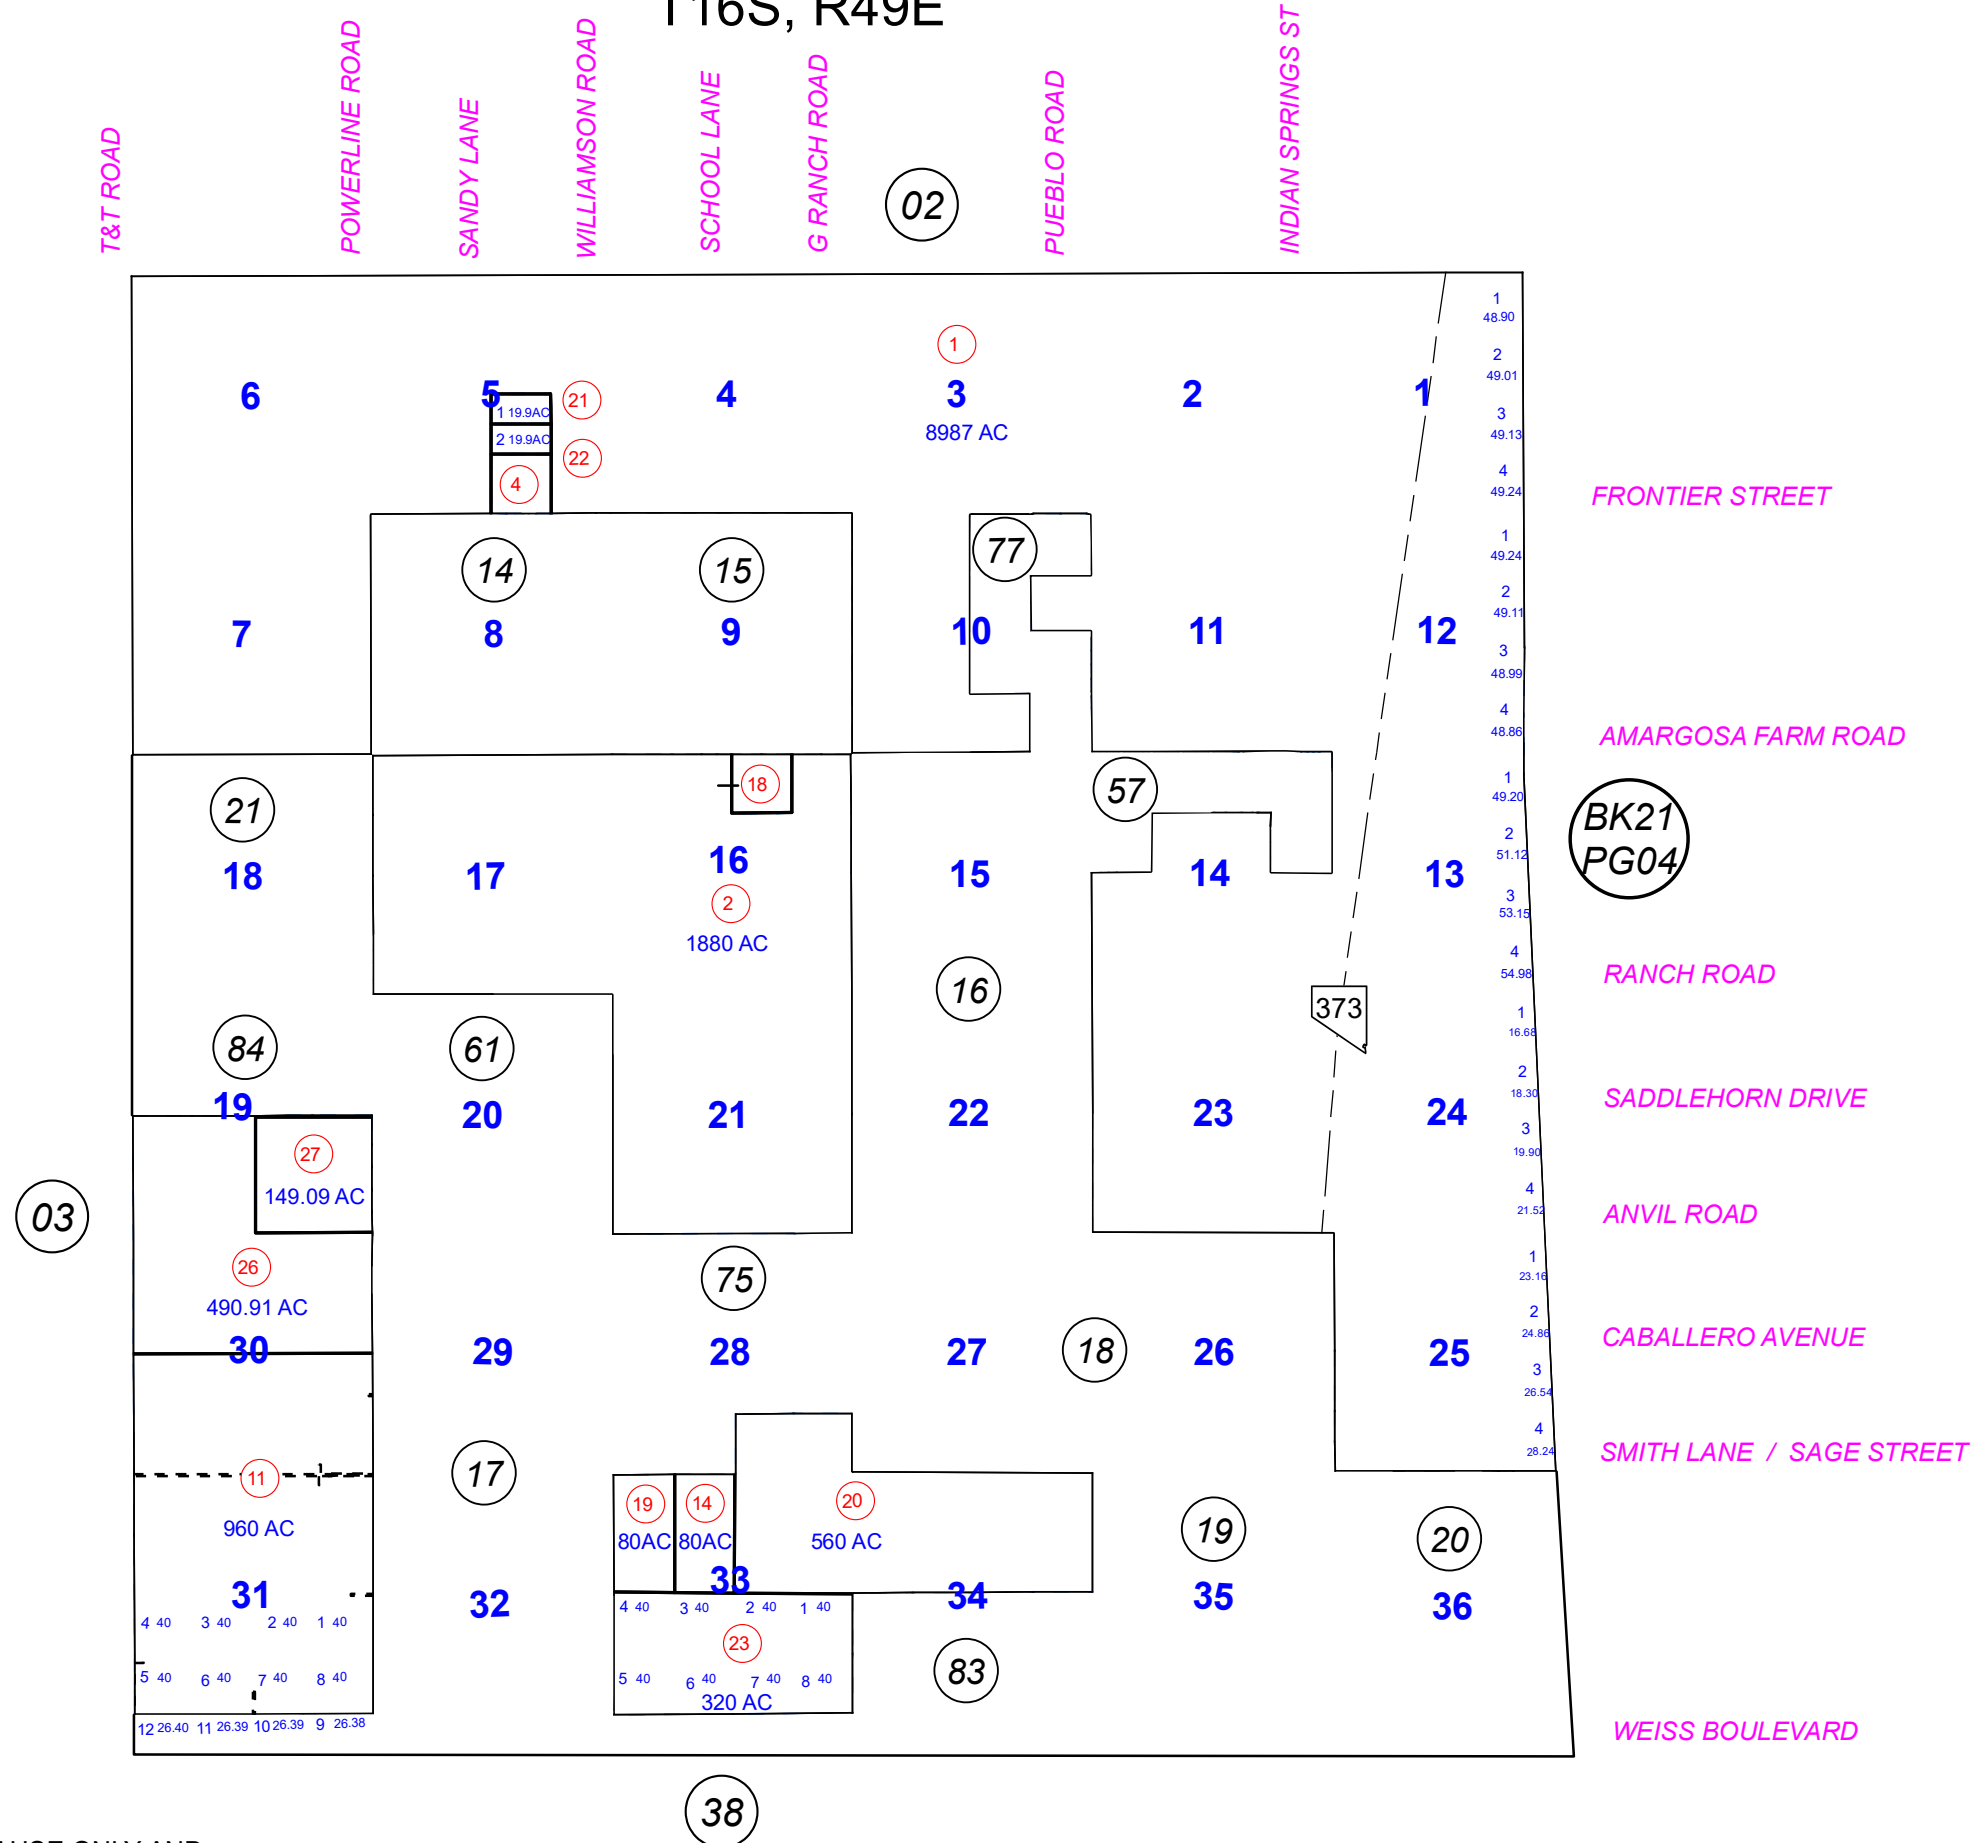 T16S, R49E
T&T ROAD
POWERLINE ROAD
SANDY LANE
WILLIAMSON ROAD
SCHOOL LANE
G RANCH ROAD
PUEBLO ROAD
INDIAN SPRINGS ST
02
1
48.90
2
49.01
3
49.13
4
49.24
1
6
5
4
3
2
1
8987 AC
21
1 19.9AC
2 19.9AC
22
4
FRONTIER STREET
14
15
77
1
49.24
2
49.11
3
48.99
4
48.86
7
8
9
10
11
12
AMARGOSA FARM ROAD
21
18
57
1
49.20
2
51.12
3
53.15
4
54.98
BK21
PG04
18
17
16
15
14
13
2
1880 AC
16
RANCH ROAD
373
84
61
1
16.68
2
18.30
3
19.90
4
21.52
SADDLEHORN DRIVE
19
20
21
22
23
24
27
149.09 AC
03
ANVIL ROAD
26
490.91 AC
75
1
23.16
2
24.86
3
26.54
4
28.24
CABALLERO AVENUE
30
29
28
27
18
26
25
SMITH LANE / SAGE STREET
11
960 AC
17
19
80AC
14
80AC
20
560 AC
19
20
31
32
33
34
35
36
4 40 3 40 2 40 1 40
4 40 3 40 2 40 1 40
23
83
5 40 6 40 7 40 8 40
5 40 6 40 7 40 8 40
320 AC
12 26.40 11 26.39 10 26.39 9 26.38
WEISS BOULEVARD
38
USE ONLY AND